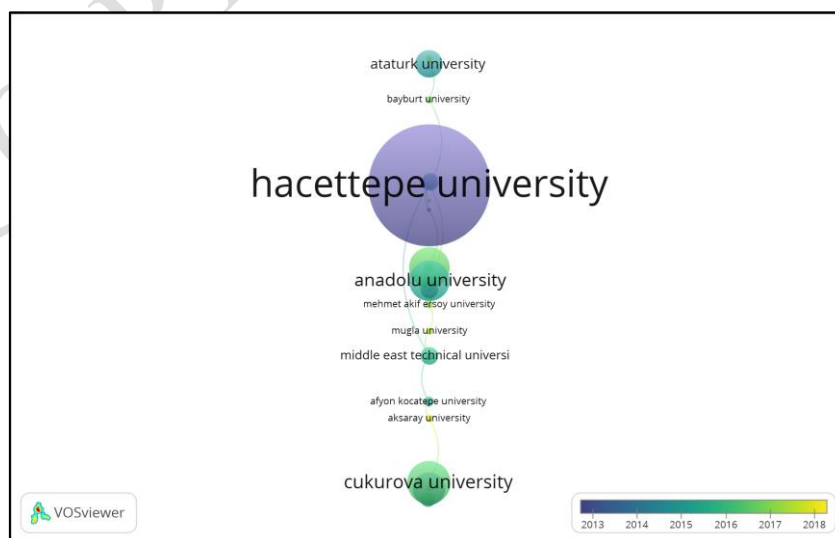 ataturk university
bayburt university
hacettepe university
anadolu university
mehmet akif ersoy university
mugla university
middle east technical universi
afyon kocatepe university
aksaray university
cukurova university
VOSviewer
2013 2014 2015 2016 2017 2018